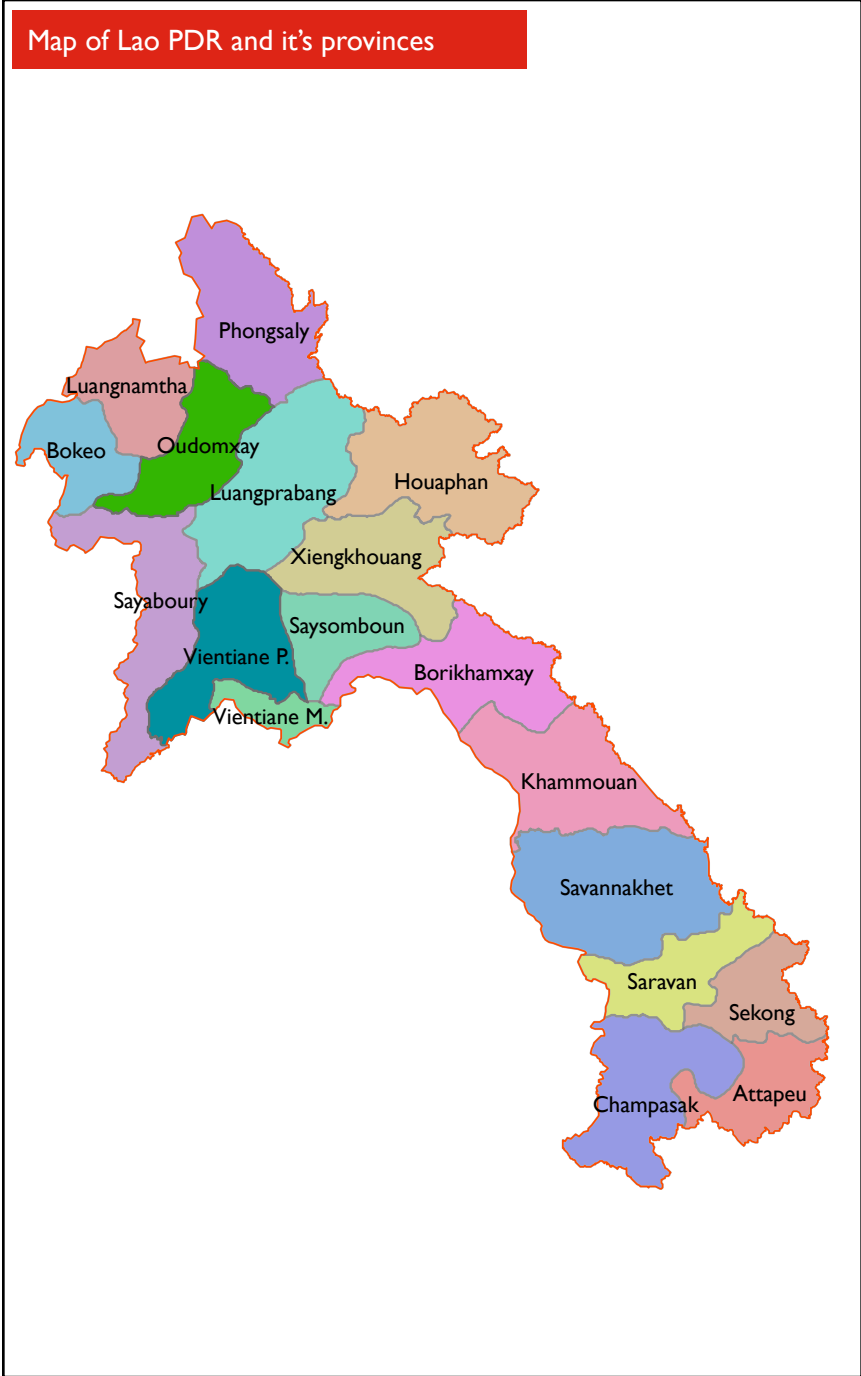 Map of Lao PDR and it’s provinces
Phongsaly
Luangnamtha
Oudomxay
Bokeo
Houaphan
Luangprabang
Xiengkhouang
Sayaboury
Saysomboun
Vientiane P.
Borikhamxay
Vientiane M.
Khammouan
Savannakhet
Saravan
Sekong
Attapeu
Champasak